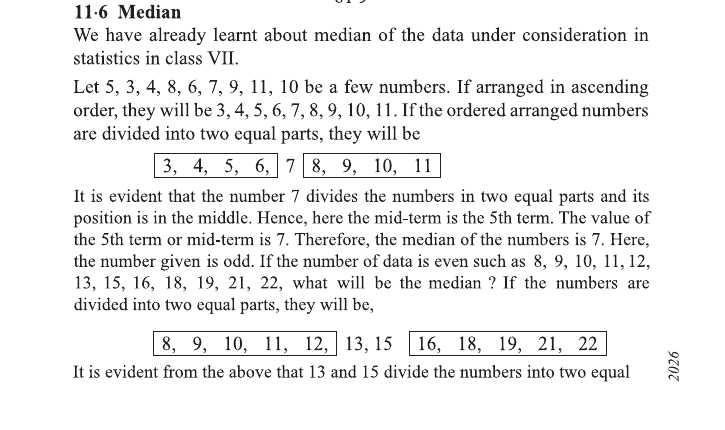 11·6 Median
We have already learnt about median of the data under consideration in
statistics in class VII.
Let 5, 3, 4, 8, 6, 7, 9, 11, 10 be a few numbers. If arranged in ascending
order, they will be 3, 4, 5, 6, 7, 8, 9, 10, 11. If the ordered arranged numbers
are divided into two equal parts, they will be
3, 4, 5, 6, 7 8, 9, 10, 11
It is evident that the number 7 divides the numbers in two equal parts and its
position is in the middle. Hence, here the mid-term is the 5th term. The value of
the 5th term or mid-term is 7. Therefore, the median of the numbers is 7. Here,
the number given is odd. If the number of data is even such as 8, 9, 10, 11, 12,
13, 15, 16, 18, 19, 21, 22, what will be the median ? If the numbers are
divided into two equal parts, they will be,
8, 9, 10, 11, 12, 13, 15 16, 18, 19, 21, 22
It is evident from the above that 13 and 15 divide the numbers into two equal
2026